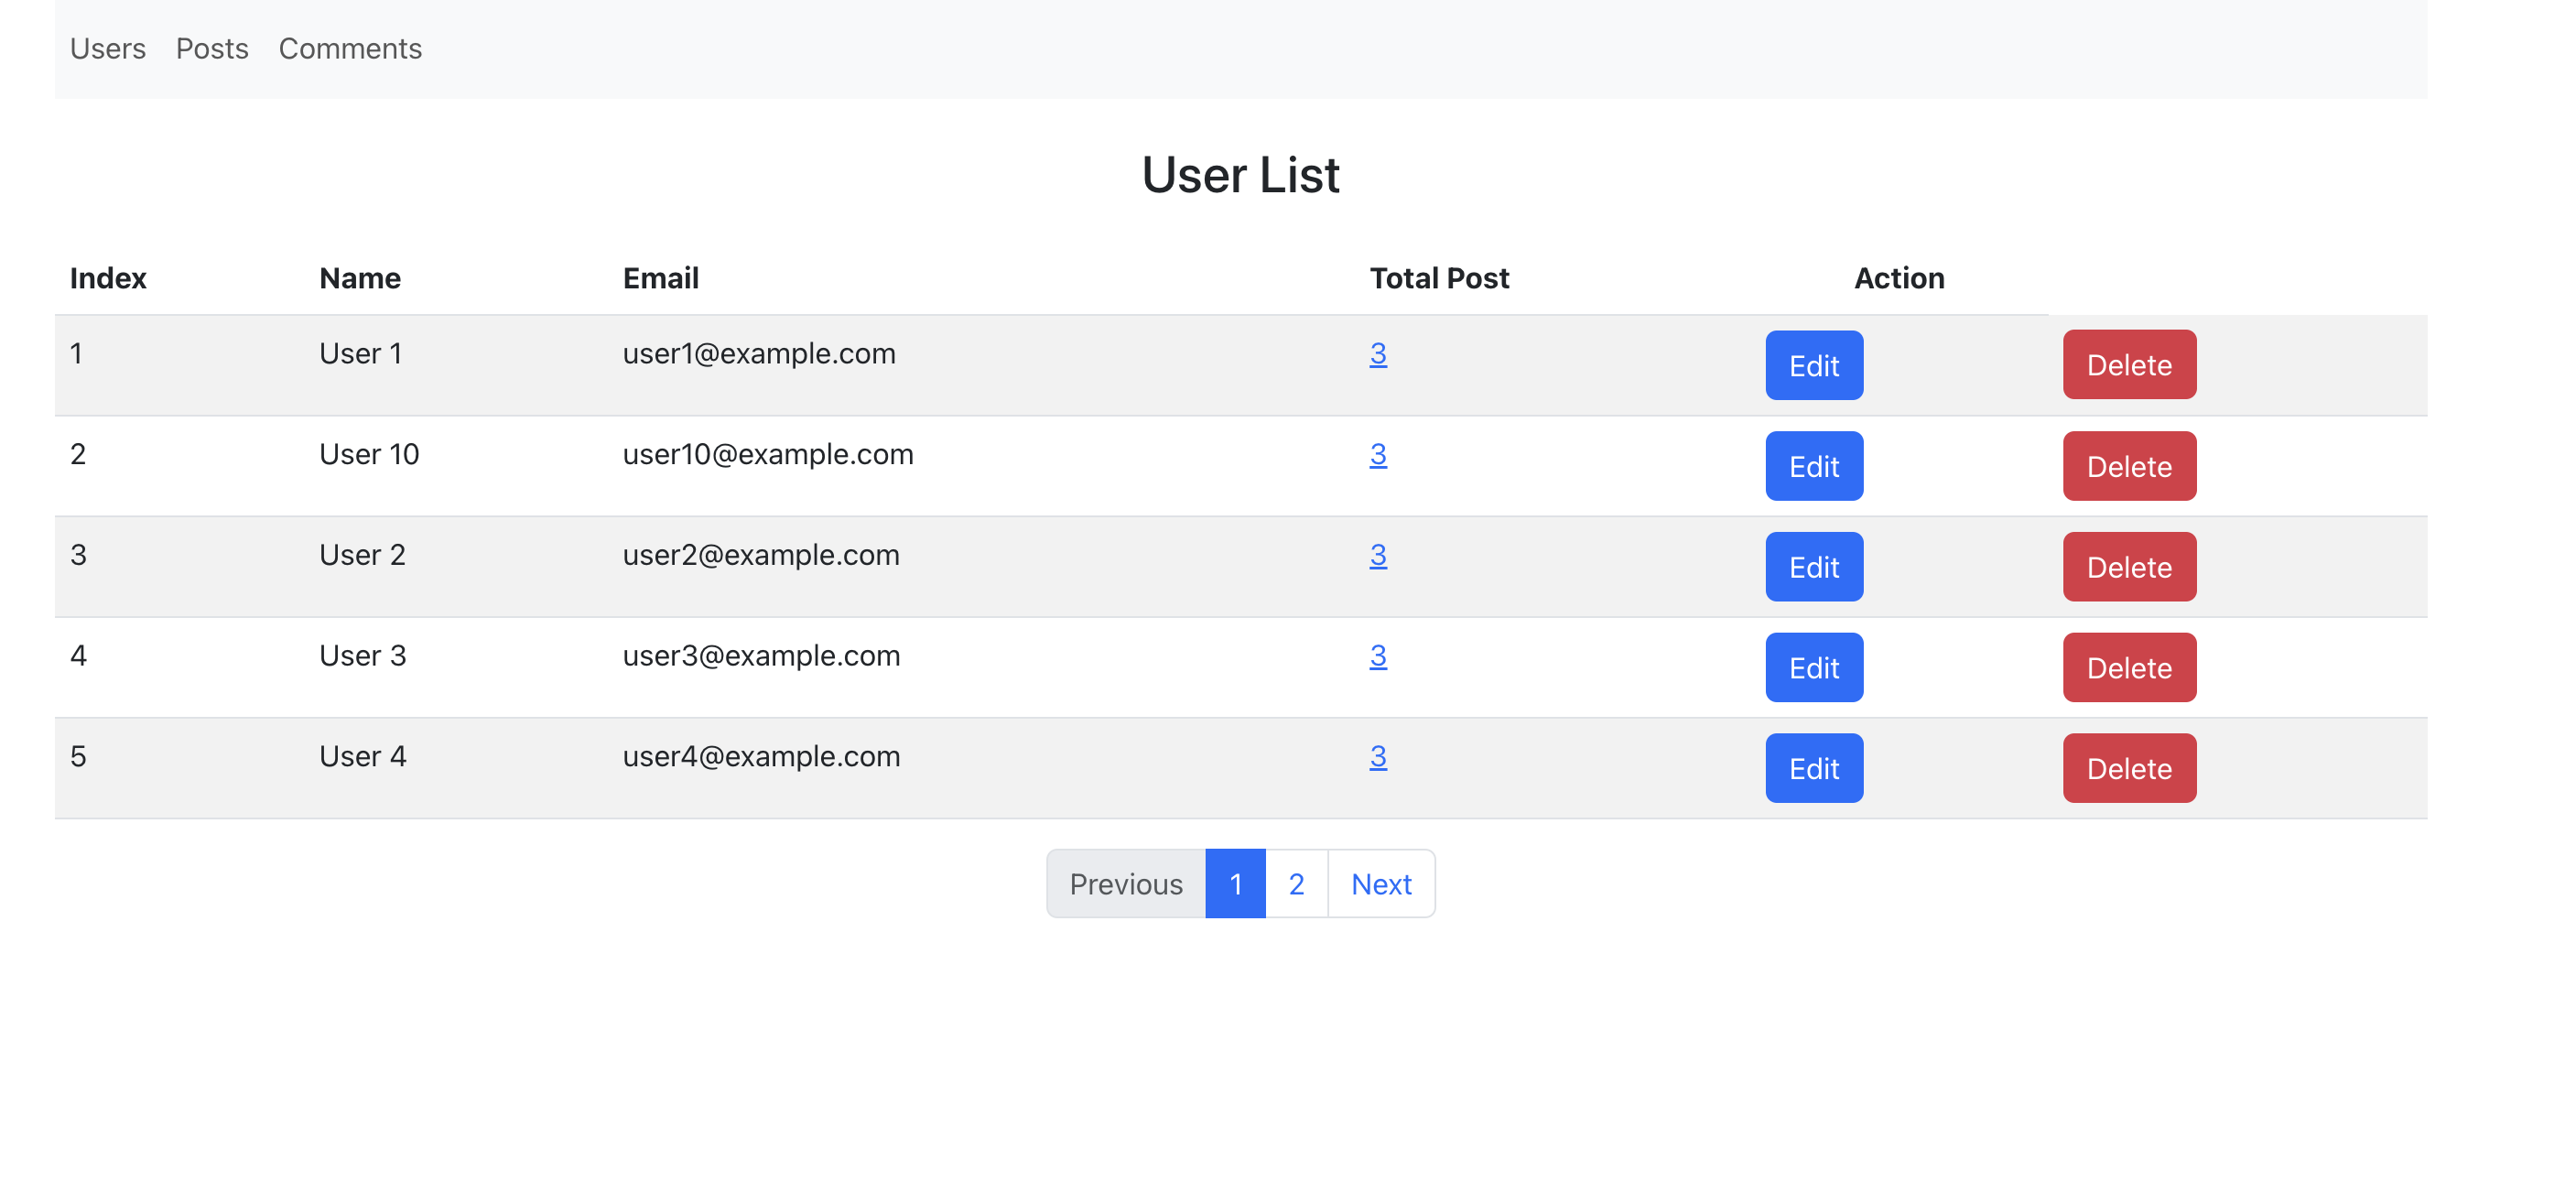 Users Posts Comments
User List
Index Name Email Total Post Action
1 User 1 user1@example.com 3 Edit Delete
2 User 10 user10@example.com 3 Edit Delete
3 User 2 user2@example.com 3 Edit Delete
4 User 3 user3@example.com 3 Edit Delete
5 User 4 user4@example.com 3 Edit Delete
Previous 1 2 Next